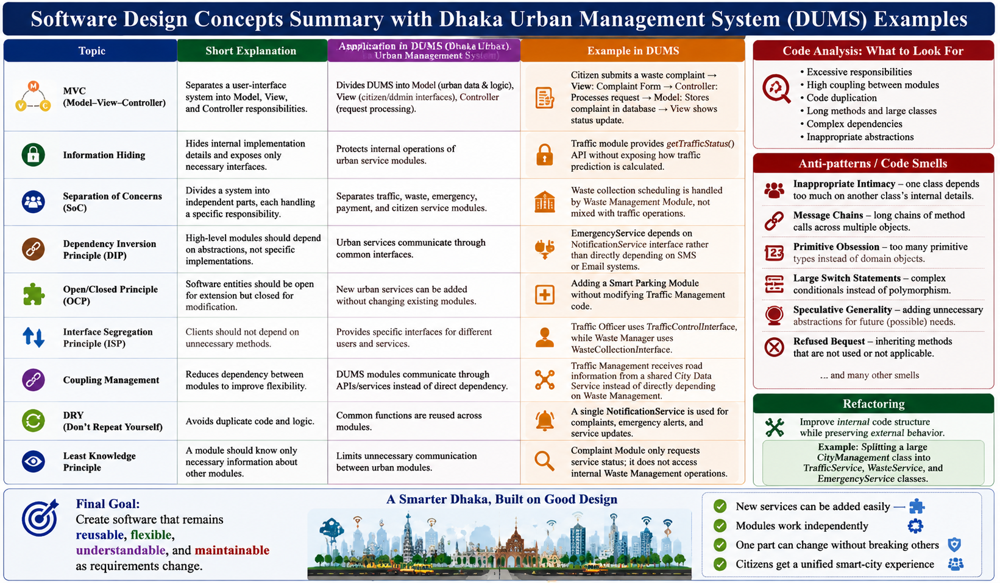 Software Design Concepts Summary with Dhaka Urban Management System (DUMS) Examples
Topic
Short Explanation
Application in DUMS (Dhaka Urban).
Urban Management System)
Example in DUMS
M
V
C
MVC
(Model–View–Controller)
Separates a user-interface
system into Model, View,
and Controller responsibilities.
Divides DUMS into Model (urban data & logic),
View (citizen/ddmin interfaces), Controller
(request processing).
Citizen submits a waste complaint →
View: Complaint Form → Controller:
Processes request → Model: Stores
complaint in database → View shows
status update.
Information Hiding
Hides internal implementation
details and exposes only
necessary interfaces.
Protects internal operations of
urban service modules.
Traffic module provides getTrafficStatus()
API without exposing how traffic
prediction is calculated.
Separation of Concerns
(SoC)
Divides a system into
independent parts, each handling
a specific responsibility.
Separates traffic, waste, emergency,
payment, and citizen service modules.
Waste collection scheduling is handled
by Waste Management Module, not
mixed with traffic operations.
Dependency Inversion
Principle (DIP)
High-level modules should depend
on abstractions, not specific
implementations.
Urban services communicate through
common interfaces.
EmergencyService depends on
NotificationService interface rather
than directly depending on SMS
or Email systems.
Open/Closed Principle
(OCP)
Software entities should be open
for extension but closed for
modification.
New urban services can be added
without changing existing modules.
Adding a Smart Parking Module
without modifying Traffic Management
code.
Interface Segregation
Principle (ISP)
Clients should not depend on
unnecessary methods.
Provides specific interfaces for different
users and services.
Traffic Officer uses TrafficControlInterface,
while Waste Manager uses
WasteCollectionInterface.
Coupling Management
Reduces dependency between
modules to improve flexibility.
DUMS modules communicate through
APIs/services instead of direct dependency.
Traffic Management receives road
information from a shared City Data
Service instead of directly depending
on Waste Management.
DRY
(Don't Repeat Yourself)
Avoids duplicate code and logic.
Common functions are reused across
modules.
A single NotificationService is used for
complaints, emergency alerts, and
service updates.
Least Knowledge
Principle
A module should know only
necessary information about
other modules.
Limits unnecessary communication
between urban modules.
Complaint Module only requests
service status; it does not access
internal Waste Management operations.
Code Analysis: What to Look For
• Excessive responsibilities
• High coupling between modules
• Code duplication
• Long methods and large classes
• Complex dependencies
• Inappropriate abstractions
Anti-patterns / Code Smells
Inappropriate Intimacy – one class depends
too much on another class's internal details.
Message Chains – long chains of method
calls across multiple objects.
123
Primitive Obsession – too many primitive
types instead of domain objects.
Large Switch Statements – complex
conditionals instead of polymorphism.
Speculative Generality – adding unnecessary
abstractions for future (possible) needs.
Refused Bequest – inheriting methods
that are not used or not applicable.
... and many other smells
Refactoring
Improve internal code structure
while preserving external behavior.
Example: Splitting a large
CityManagement class into
TrafficService, WasteService, and
EmergencyService classes.
Final Goal:
Create software that remains
reusable, flexible,
understandable, and maintainable
as requirements change.
A Smarter Dhaka, Built on Good Design
New services can be added easily —
Modules work independently
One part can change without breaking others
Citizens get a unified smart-city experience